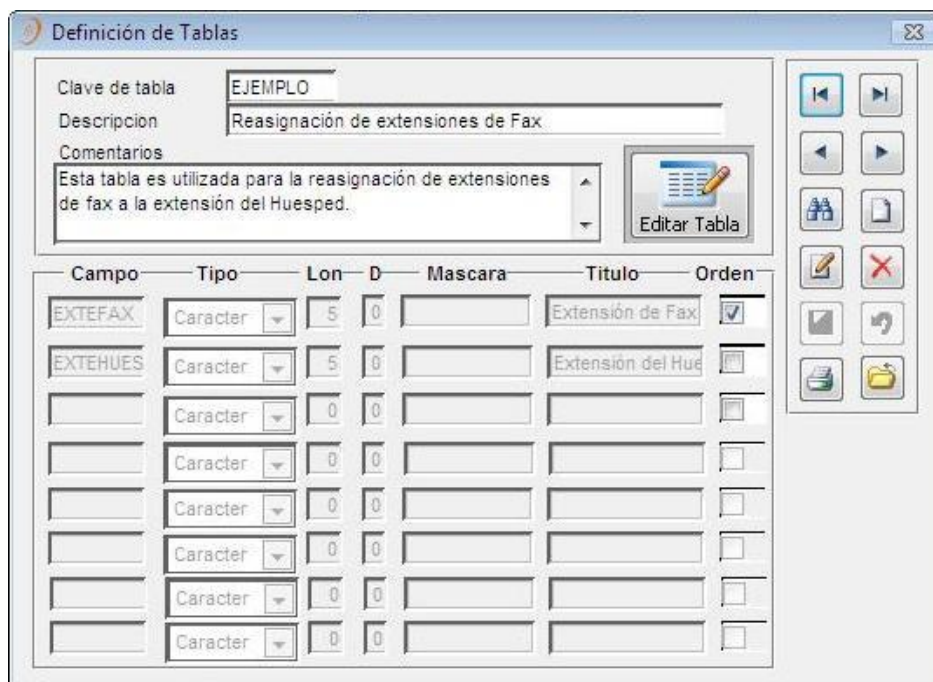 Definición de Tablas
Clave de tabla EJEMPLO
Descripcion Reasignación de extensiones de Fax
Comentarios
Esta tabla es utilizada para la reasignación de extensiones
de fax a la extensión del Huesped.
Editar Tabla
Campo Tipo Lon D Mascara Titulo Orden
EXTEFAX Caracter 5 0 Extensión de Fax
EXTEHUES Caracter 5 0 Extensión del Hue
Caracter 0 0
Caracter 0 0
Caracter 0 0
Caracter 0 0
Caracter 0 0
Caracter 0 0